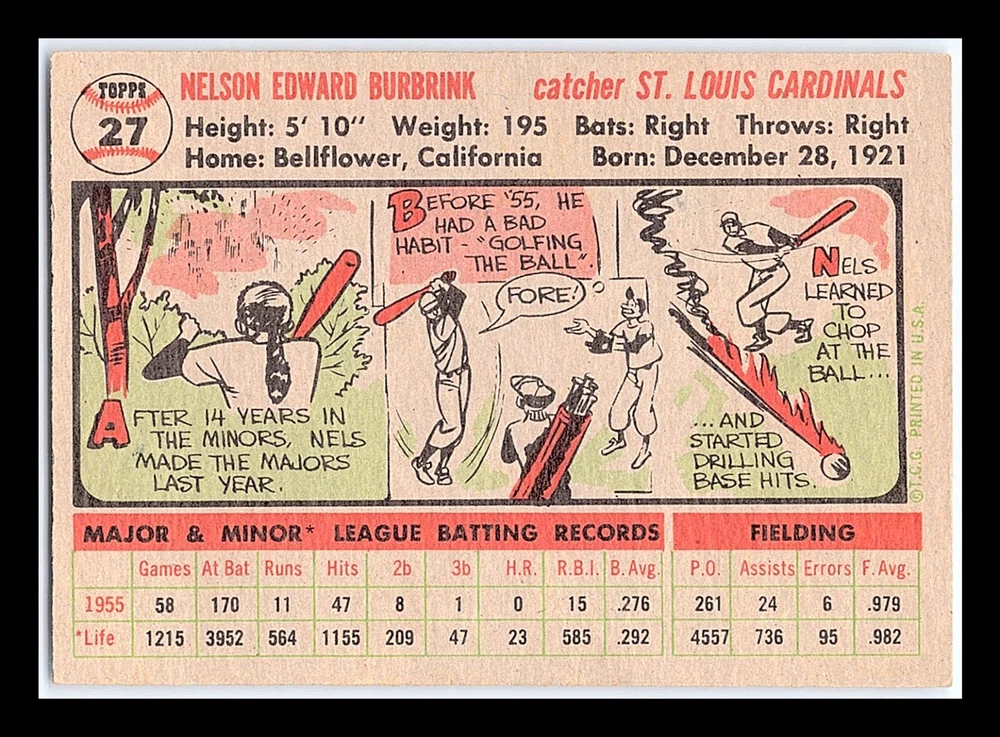 TOPPS
27
NELSON EDWARD BURBRINK catcher ST. LOUIS CARDINALS
Height: 5' 10" Weight: 195 Bats: Right Throws: Right
Home: Bellflower, California Born: December 28, 1921
AFTER 14 YEARS IN
THE MINORS, NELS
MADE THE MAJORS
LAST YEAR.
BEFORE '55, HE
HAD A BAD
HABIT - "GOLFING
THE BALL".
FORE!
NELS
LEARNED
TO
CHOP
AT THE
BALL...
...AND
STARTED
DRILLING
BASE HITS.
©T.C.G. PRINTED IN U.S.A.
MAJOR & MINOR* LEAGUE BATTING RECORDS FIELDING
Games At Bat Runs Hits 2b 3b H.R. R.B.I. B. Avg. P.O. Assists Errors F. Avg.
1955 58 170 11 47 8 1 0 15 .276 261 24 6 .979
*Life 1215 3952 564 1155 209 47 23 585 .292 4557 736 95 .982